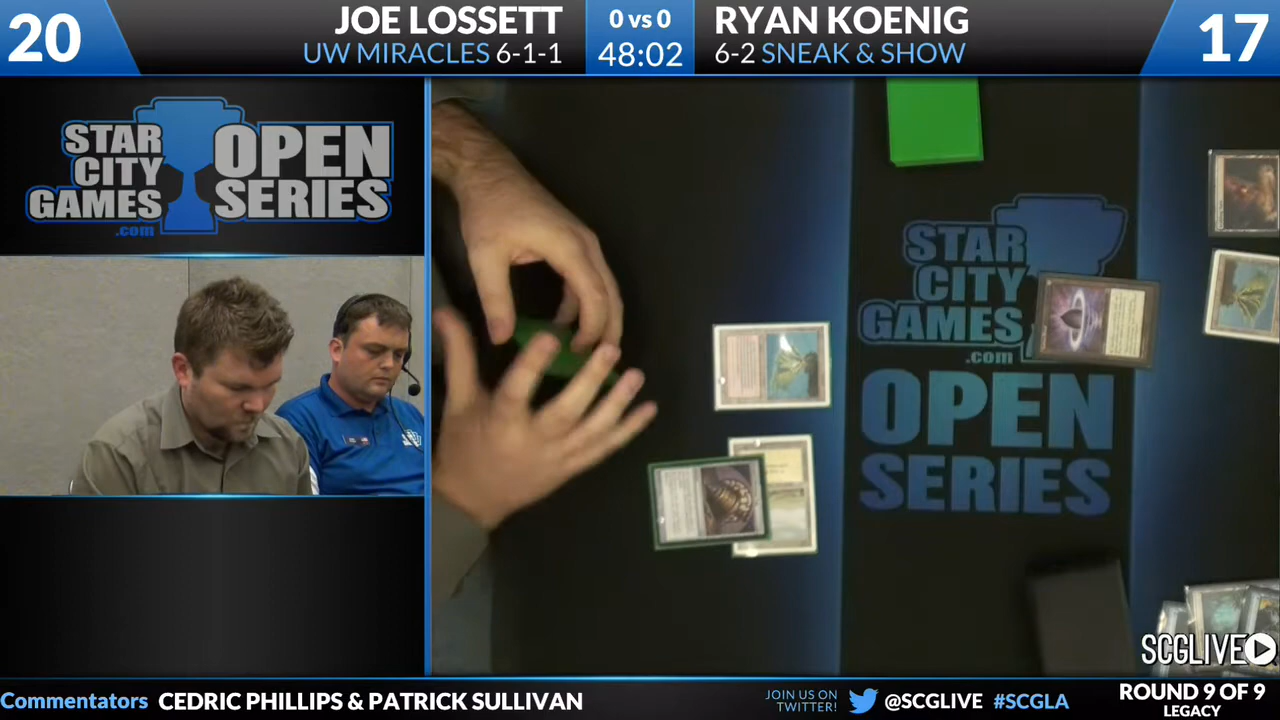 20
JOE LOSSETT
UW MIRACLES 6-1-1
0 vs 0
48:02
RYAN KOENIG
6-2 SNEAK & SHOW
17
STAR
CITY
GAMES
.com
OPEN
SERIES
STAR
CITY
GAMES
.com
OPEN
SERIES
SCGLIVE
Commentators CEDRIC PHILLIPS & PATRICK SULLIVAN
JOIN US ON
TWITTER!
@SCGLIVE #SCGLA
ROUND 9 OF 9
LEGACY